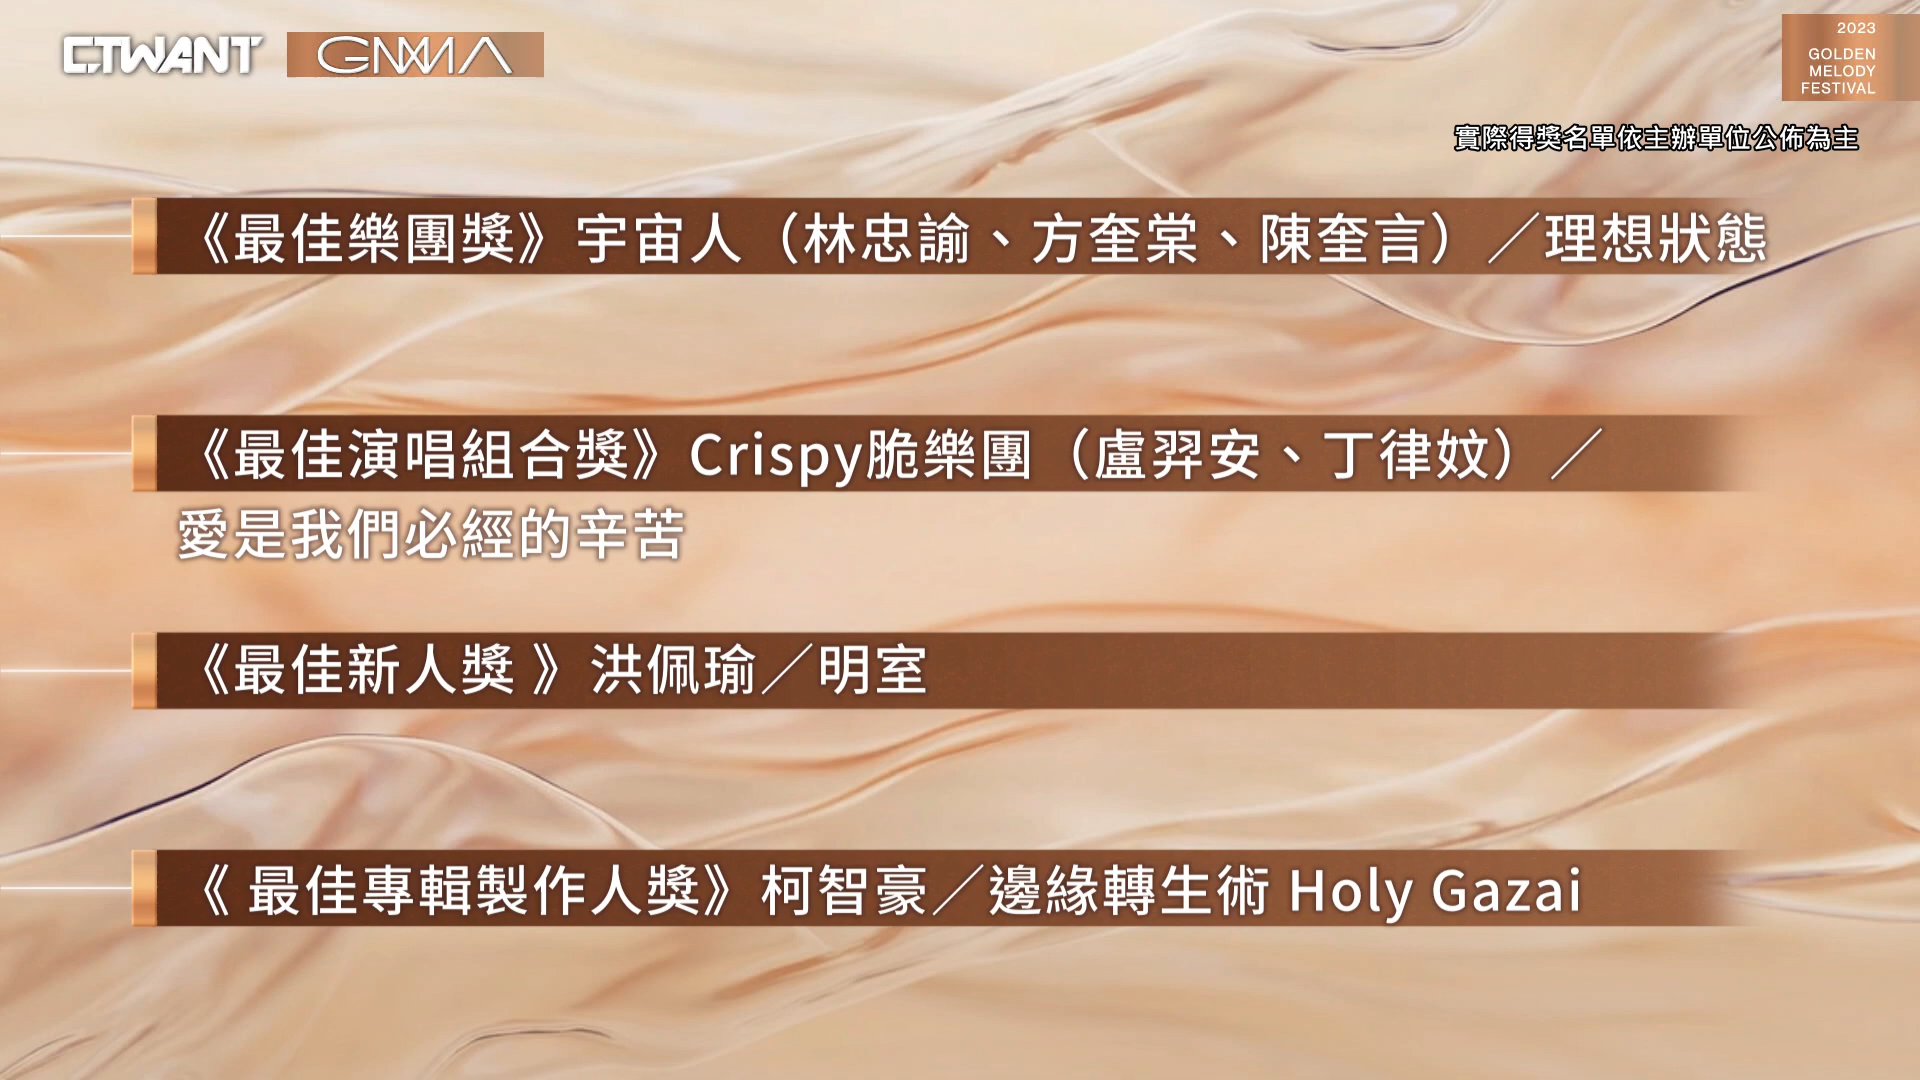 CTWANT GMMA
2023
GOLDEN
MELODY
FESTIVAL
實際得獎名單依主辦單位公佈為主
《最佳樂團獎》宇宙人（林忠諭、方奎棠、陳奎言）／理想狀態
《最佳演唱組合獎》Crispy脆樂團（盧羿安、丁律妏）／
愛是我們必經的辛苦
《最佳新人獎 》洪佩瑜／明室
《 最佳專輯製作人獎》柯智豪／邊緣轉生術 Holy Gazai